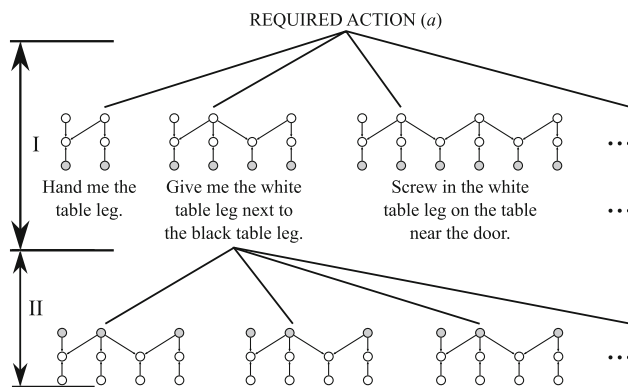 REQUIRED ACTION (a)
I
Hand me the
table leg.
Give me the white
table leg next to
the black table leg.
Screw in the white
table leg on the table
near the door.
...
...
II
...